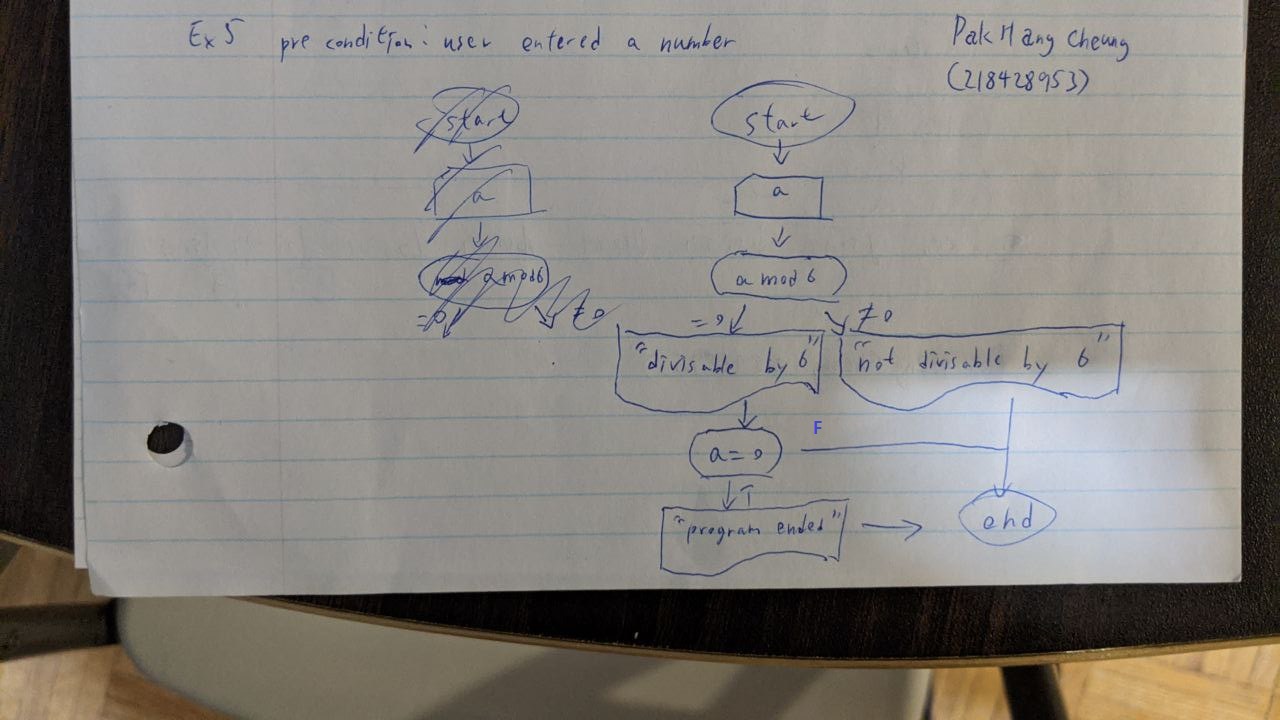 Ex 5 pre condition: user entered a number
Pak Hang Cheung
(218428953)
start
a
a mod 6
=0
≠0
start
a
a mod 6
=0
≠0
"divisable by 6"
"not divisable by 6"
a=0
F
T
"program ended"
end